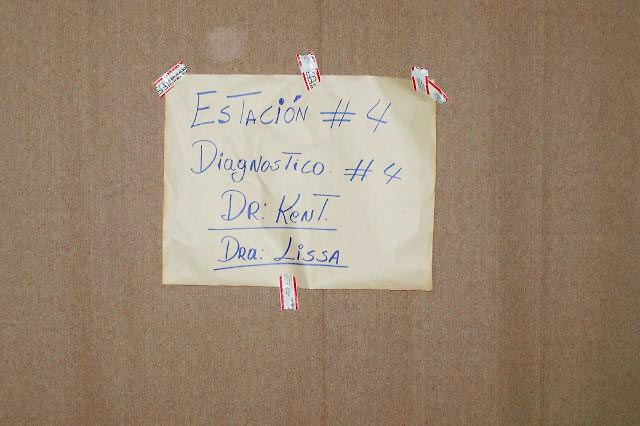 ESTACIÓN # 4
Diagnostico. # 4
DR: KenT.
Dra: LissA